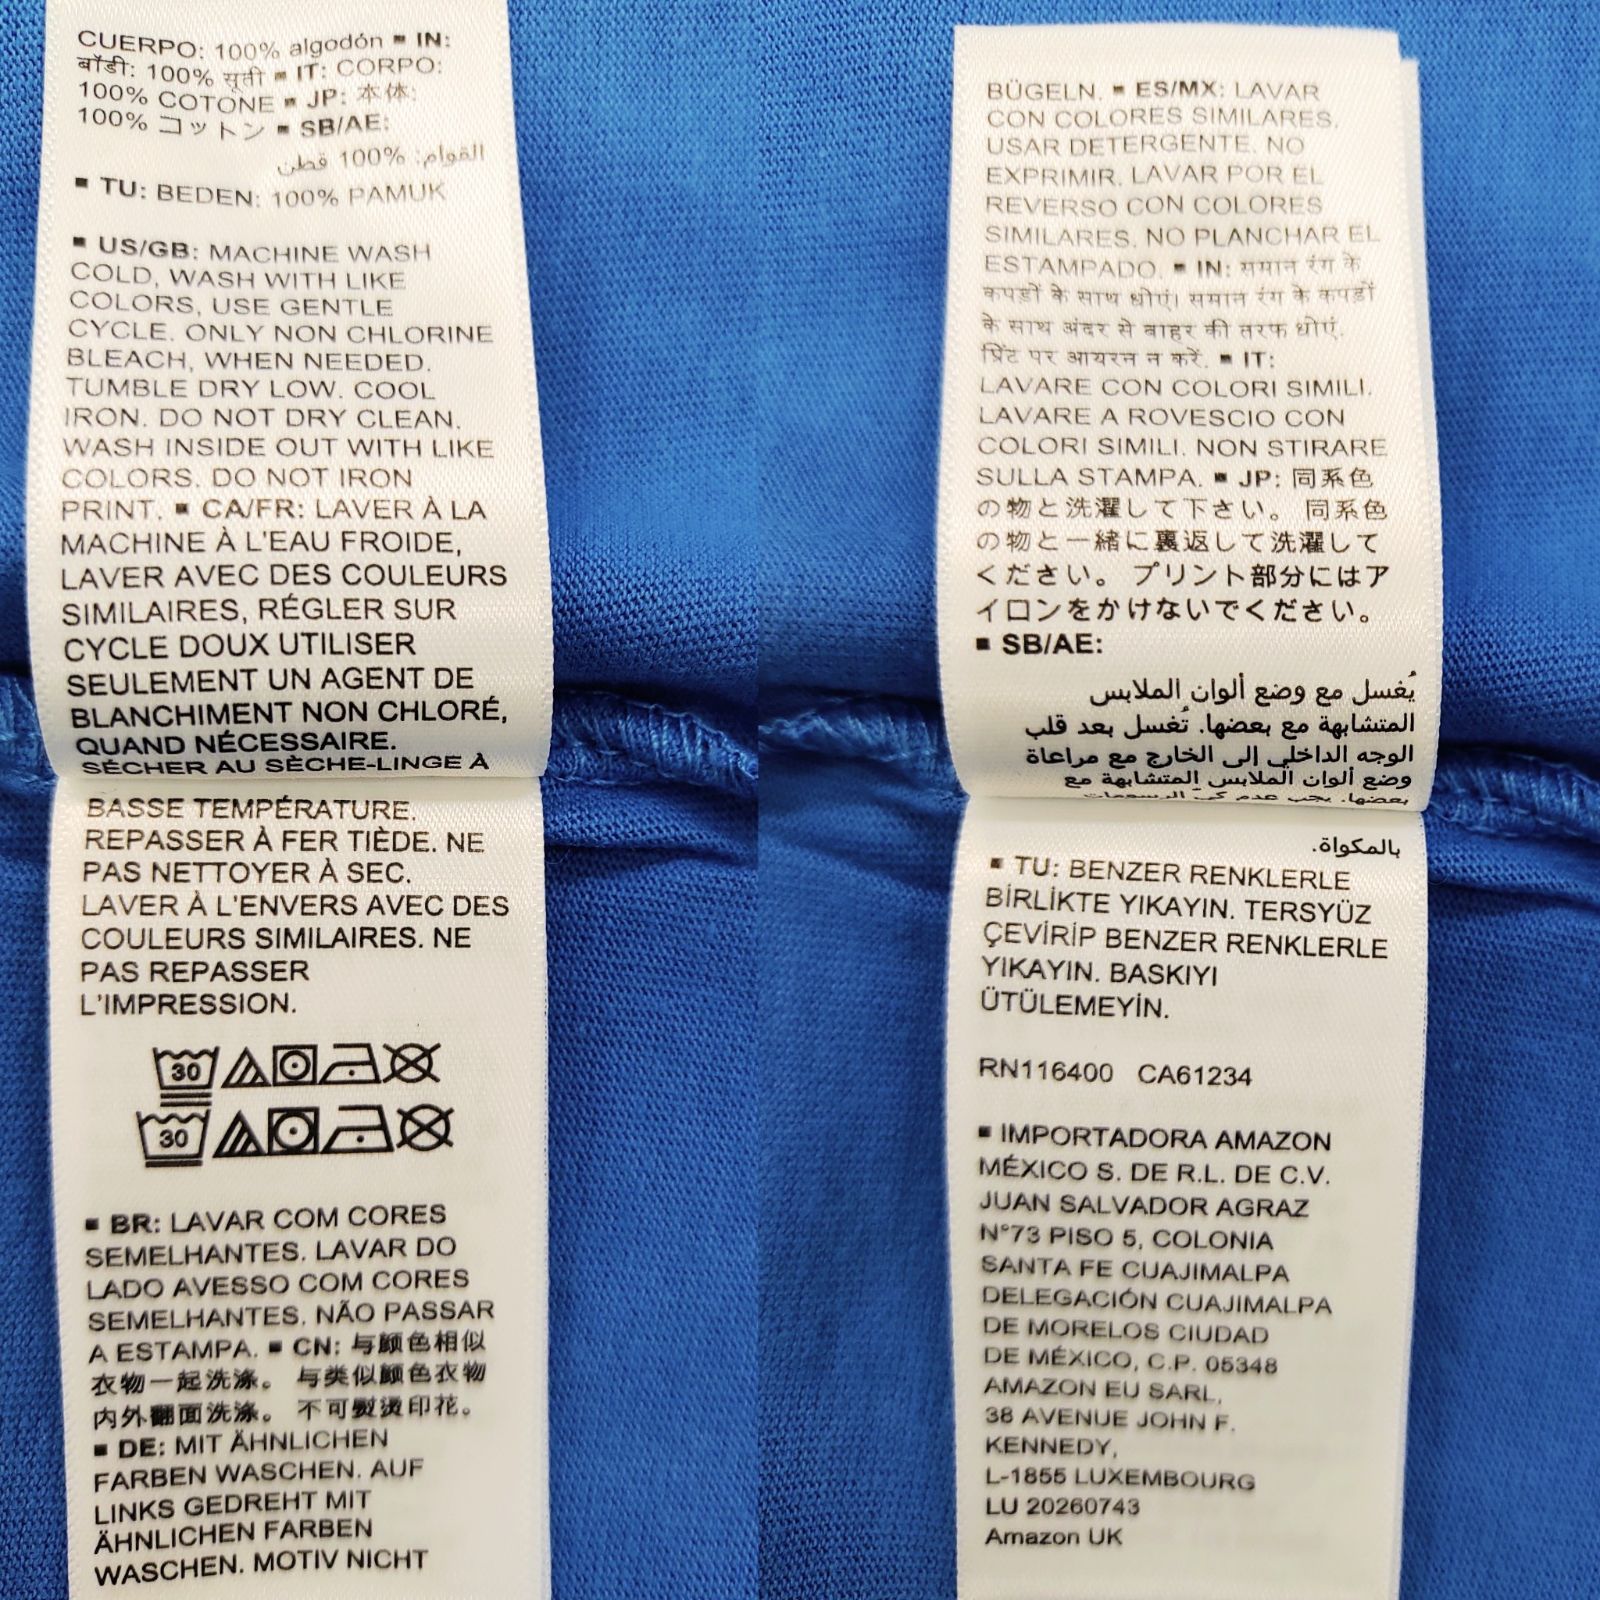 CUERPO: 100% algodón ▪ IN:
बॉडी: 100% सूती ▪ IT: CORPO:
100% COTONE ▪ JP: 本体:
100% コットン ▪ SB/AE:
القوام: 100% قطن
▪ TU: BEDEN: 100% PAMUK
▪ US/GB: MACHINE WASH
COLD, WASH WITH LIKE
COLORS, USE GENTLE
CYCLE. ONLY NON CHLORINE
BLEACH, WHEN NEEDED.
TUMBLE DRY LOW. COOL
IRON. DO NOT DRY CLEAN.
WASH INSIDE OUT WITH LIKE
COLORS. DO NOT IRON
PRINT. ▪ CA/FR: LAVER À LA
MACHINE À L'EAU FROIDE,
LAVER AVEC DES COULEURS
SIMILAIRES, RÉGLER SUR
CYCLE DOUX UTILISER
SEULEMENT UN AGENT DE
BLANCHIMENT NON CHLORÉ,
QUAND NÉCESSAIRE.
SÉCHER AU SÈCHE-LINGE À
BASSE TEMPÉRATURE.
REPASSER À FER TIÈDE. NE
PAS NETTOYER À SEC.
LAVER À L'ENVERS AVEC DES
COULEURS SIMILAIRES. NE
PAS REPASSER
L'IMPRESSION.
30
30
▪ BR: LAVAR COM CORES
SEMELHANTES. LAVAR DO
LADO AVESSO COM CORES
SEMELHANTES. NÃO PASSAR
A ESTAMPA. ▪ CN: 与颜色相似
衣物一起洗涤。 与类似颜色衣物
内外翻面洗涤。 不可熨烫印花。
▪ DE: MIT ÄHNLICHEN
FARBEN WASCHEN. AUF
LINKS GEDREHT MIT
ÄHNLICHEN FARBEN
WASCHEN. MOTIV NICHT
BÜGELN. ▪ ES/MX: LAVAR
CON COLORES SIMILARES.
USAR DETERGENTE. NO
EXPRIMIR. LAVAR POR EL
REVERSO CON COLORES
SIMILARES. NO PLANCHAR EL
ESTAMPADO. ▪ IN: समान रंग के
कपड़ों के साथ धोएं। समान रंग के कपड़ों
के साथ अंदर से बाहर की तरफ धोएं.
प्रिंट पर आयरन न करें. ▪ IT:
LAVARE CON COLORI SIMILI.
LAVARE A ROVESCIO CON
COLORI SIMILI. NON STIRARE
SULLA STAMPA. ▪ JP: 同系色
の物と洗濯して下さい。 同系色
の物と一緒に裏返して洗濯して
ください。 プリント部分にはア
イロンをかけないでください。
▪ SB/AE:
يُغسل مع وضع ألوان الملابس
المتشابهة مع بعضها. تُغسل بعد قلب
الوجه الداخلي إلى الخارج مع مراعاة
وضع ألوان الملابس المتشابهة مع
بعضها. يجب عدم كي الرسومات
بالمكواة.
▪ TU: BENZER RENKLERLE
BİRLİKTE YIKAYIN. TERSYÜZ
ÇEVİRİP BENZER RENKLERLE
YIKAYIN. BASKIYI
ÜTÜLEMEYİN.
RN116400 CA61234
▪ IMPORTADORA AMAZON
MÉXICO S. DE R.L. DE C.V.
JUAN SALVADOR AGRAZ
N°73 PISO 5, COLONIA
SANTA FE CUAJIMALPA
DELEGACIÓN CUAJIMALPA
DE MORELOS CIUDAD
DE MÉXICO, C.P. 05348
AMAZON EU SARL,
38 AVENUE JOHN F.
KENNEDY,
L-1855 LUXEMBOURG
LU 20260743
Amazon UK